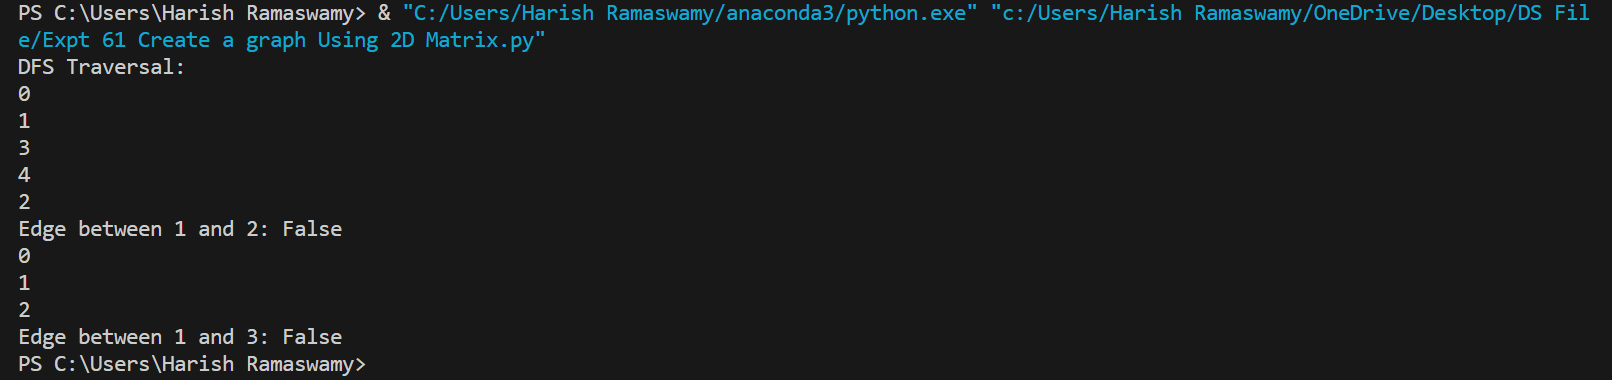 PS C:\Users\Harish Ramaswamy> & "C:/Users/Harish Ramaswamy/anaconda3/python.exe" "c:/Users/Harish Ramaswamy/OneDrive/Desktop/DS Fil
e/Expt 61 Create a graph Using 2D Matrix.py"
DFS Traversal:
0
1
3
4
2
Edge between 1 and 2: False
0
1
2
Edge between 1 and 3: False
PS C:\Users\Harish Ramaswamy>